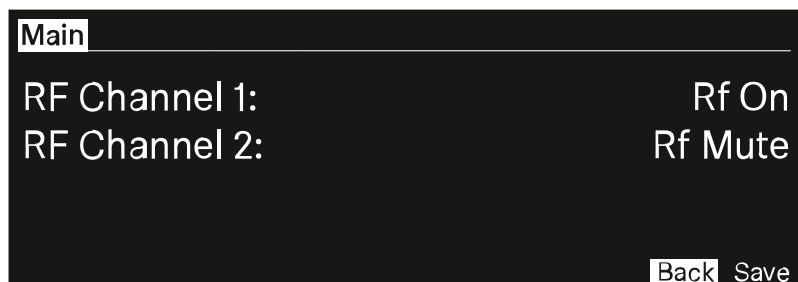 Main
RF Channel 1: Rf On
RF Channel 2: Rf Mute
Back Save